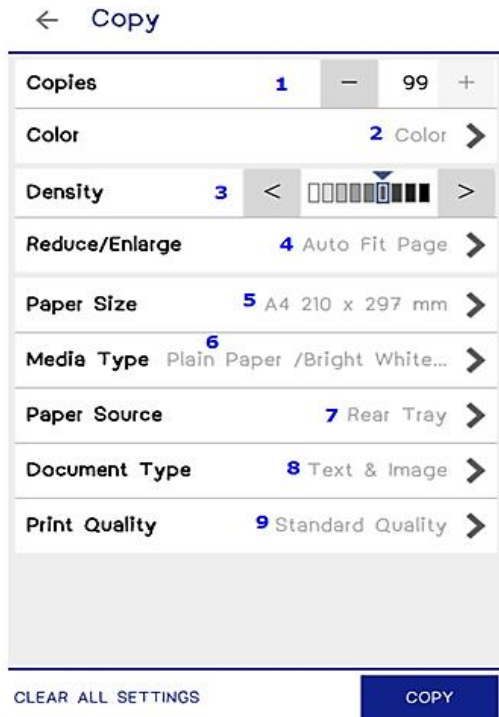 ← Copy
Copies 1 − 99 +
Color 2 Color >
Density 3 < >
Reduce/Enlarge 4 Auto Fit Page >
Paper Size 5 A4 210 x 297 mm >
6
Media Type Plain Paper /Bright White... >
Paper Source 7 Rear Tray >
Document Type 8 Text & Image >
Print Quality 9 Standard Quality >
CLEAR ALL SETTINGS COPY